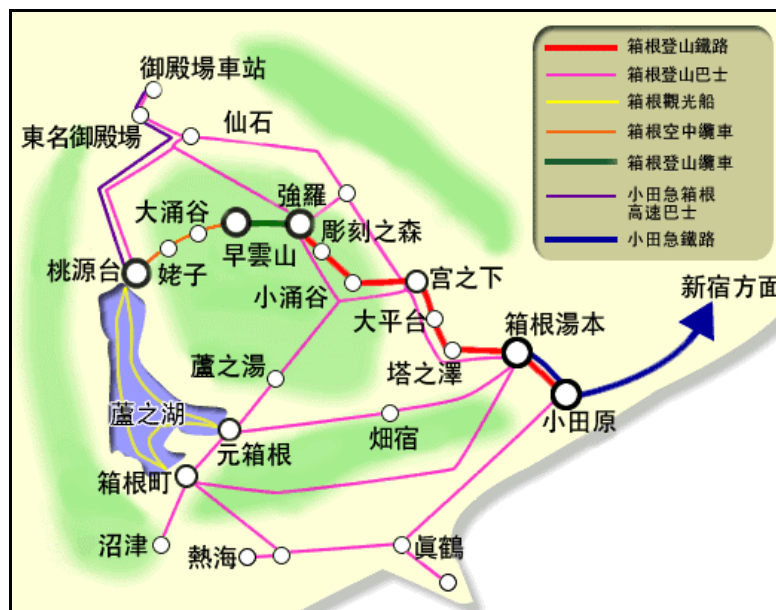 箱根登山鐵路
箱根登山巴士
箱根觀光船
箱根空中纜車
箱根登山纜車
小田急箱根
高速巴士
小田急鐵路
御殿場車站
東名御殿場
仙石
大涌谷
強羅
彫刻之森
早雲山
姥子
桃源台
小涌谷
宮之下
大平台
新宿方面
箱根湯本
塔之澤
蘆之湯
小田原
蘆之湖
元箱根
畑宿
箱根町
沼津
熱海
眞鶴